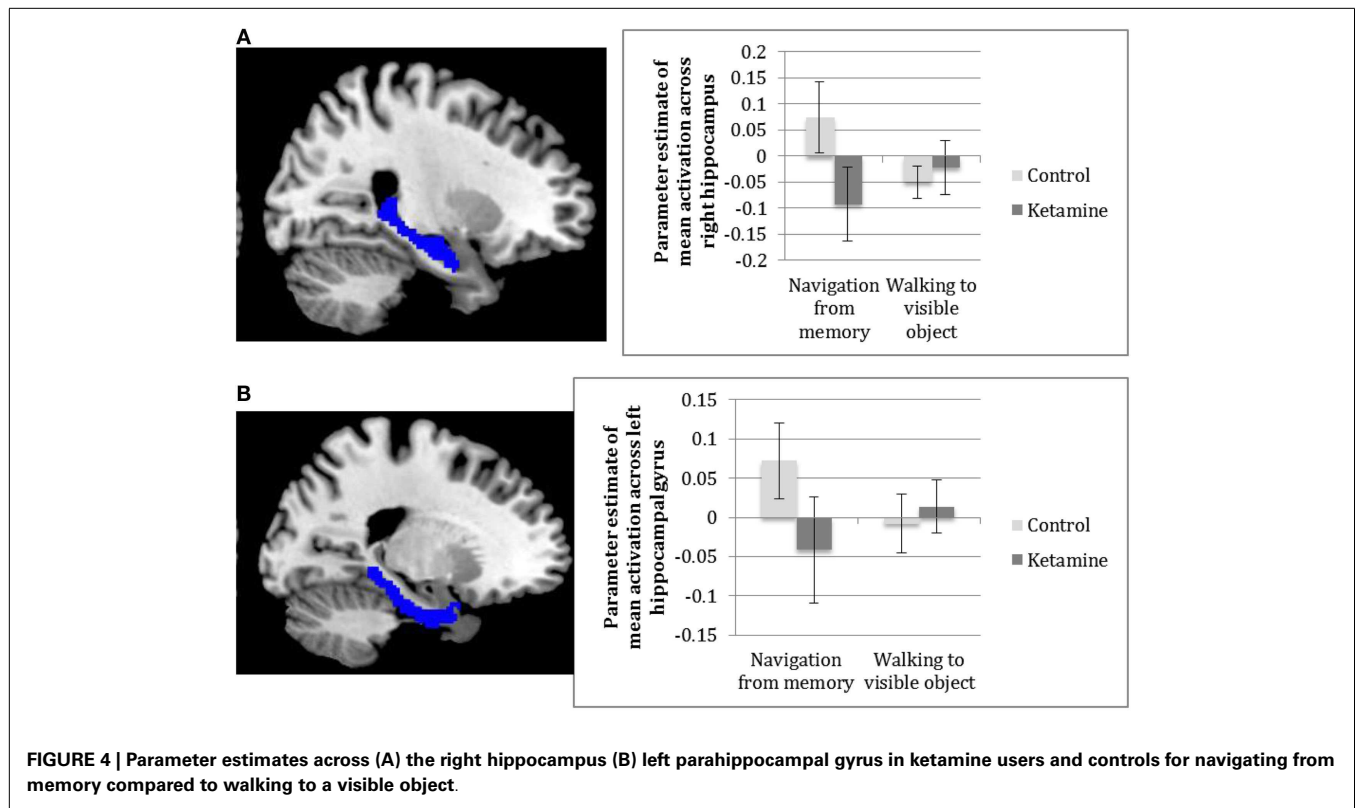 A
Parameter estimate of
mean activation across
right hippocampus
0.2
0.15
0.1
0.05
0
-0.05
-0.1
-0.15
-0.2
Navigation
from
memory
Walking to
visible
object
Control
Ketamine
B
Parameter estimate of
mean activation across left
hippocampalgyrus
0.15
0.1
0.05
0
-0.05
-0.1
-0.15
Navigation
from memory
Walking to
visible object
Control
Ketamine
FIGURE 4 | Parameter estimates across (A) the right hippocampus (B) left parahippocampal gyrus in ketamine users and controls for navigating from
memory compared to walking to a visible object.